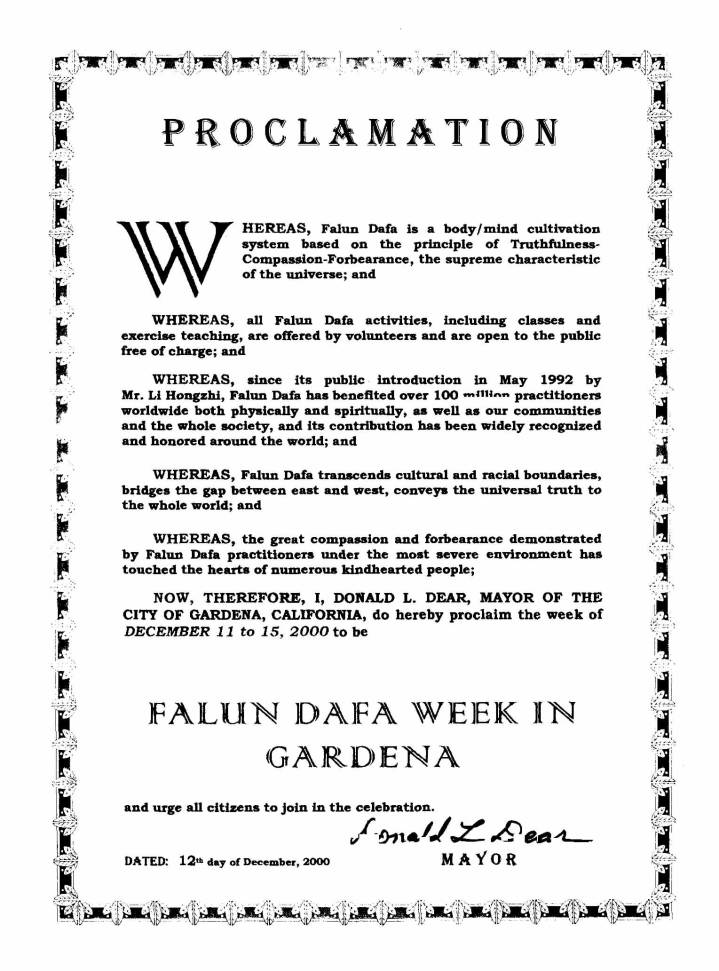 PROCLAMATION
WHEREAS, Falun Dafa is a body/mind cultivation
system based on the principle of Truthfulness-
Compassion-Forbearance, the supreme characteristic
of the universe; and
WHEREAS, all Falun Dafa activities, including classes and
exercise teaching, are offered by volunteers and are open to the public
free of charge; and
WHEREAS, since its public introduction in May 1992 by
Mr. Li Hongzhi, Falun Dafa has benefited over 100 million practitioners
worldwide both physically and spiritually, as well as our communities
and the whole society, and its contribution has been widely recognized
and honored around the world; and
WHEREAS, Falun Dafa transcends cultural and racial boundaries,
bridges the gap between east and west, conveys the universal truth to
the whole world; and
WHEREAS, the great compassion and forbearance demonstrated
by Falun Dafa practitioners under the most severe environment has
touched the hearts of numerous kindhearted people;
NOW, THEREFORE, I, DONALD L. DEAR, MAYOR OF THE
CITY OF GARDENA, CALIFORNIA, do hereby proclaim the week of
DECEMBER 11 to 15, 2000 to be
FALUN DAFA WEEK IN
GARDENA
and urge all citizens to join in the celebration.
Donald L Dear
DATED: 12th day of December, 2000
MAYOR